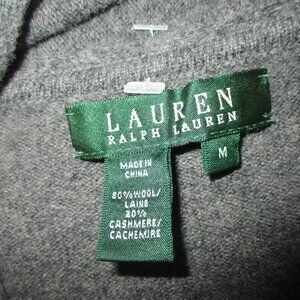 LAUREN
RALPH LAUREN
M
MADE IN
CHINA
80% WOOL/
LAINE
20%
CASHMERE/
CACHEMIRE